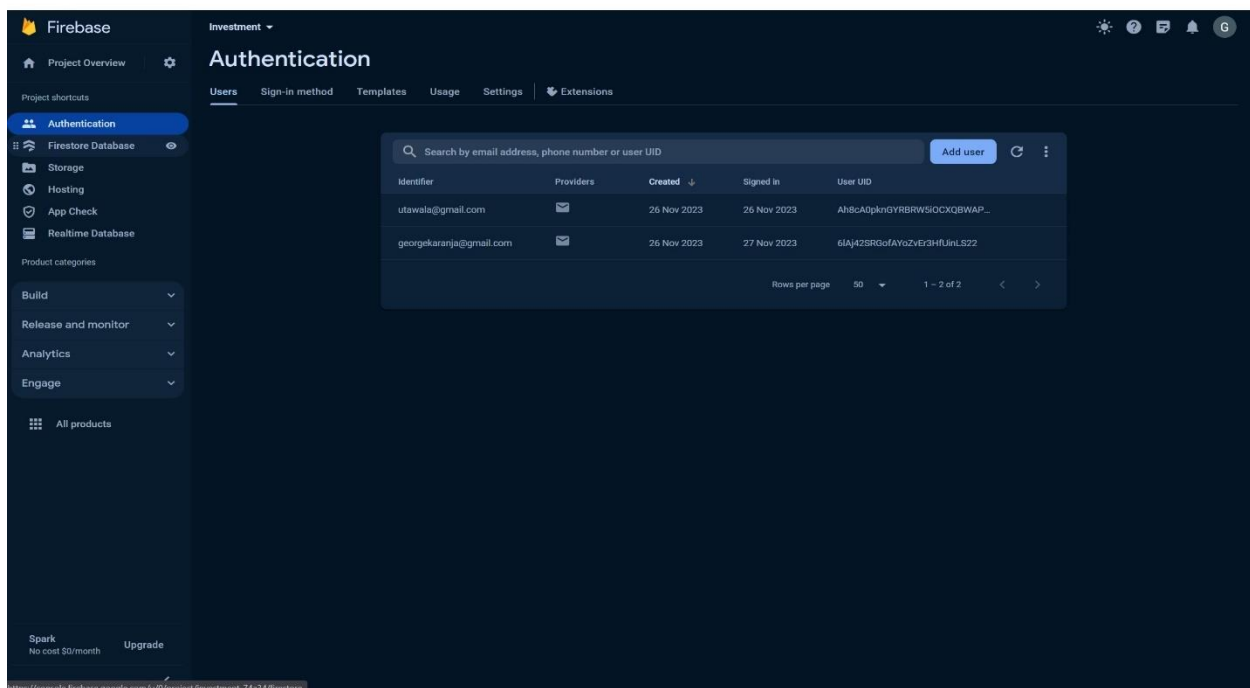 Firebase
Project Overview
Project shortcuts
Authentication
Firestore Database
Storage
Hosting
App Check
Realtime Database
Product categories
Build
Release and monitor
Analytics
Engage
All products
Spark
No cost $0/month
Upgrade
Investment
G
Authentication
Users Sign-in method Templates Usage Settings Extensions
Search by email address, phone number or user UID Add user
Identifier Providers Created Signed in User UID
utawala@gmail.com 26 Nov 2023 26 Nov 2023 Ah8cA0pknGYRBRW5iOCXQBWAP...
georgekaranja@gmail.com 26 Nov 2023 27 Nov 2023 6lAj42SRGofAYoZvEr3HfUinLS22
Rows per page 50 1 – 2 of 2